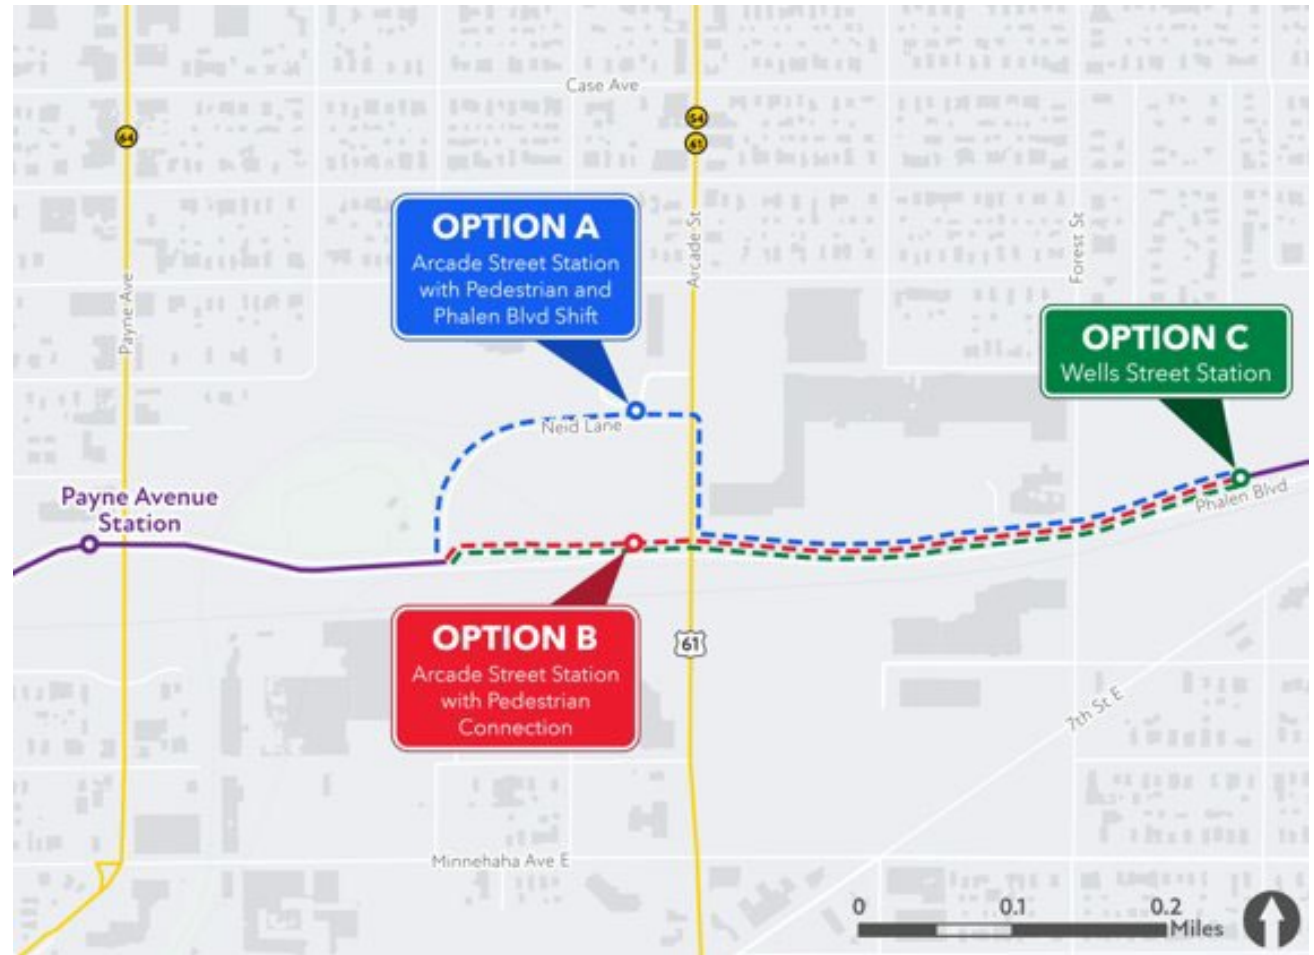 Case Ave
54
64
61
OPTION A
Arcade Street Station
with Pedestrian and
Phalen Blvd Shift
Arcade St
Forest St
Payne Ave
OPTION C
Wells Street Station
Neid Lane
Payne Avenue
Station
Phalen Blvd
OPTION B
Arcade Street Station
with Pedestrian
Connection
61
7th St E
Minnehaha Ave E
0 0.1 0.2
Miles